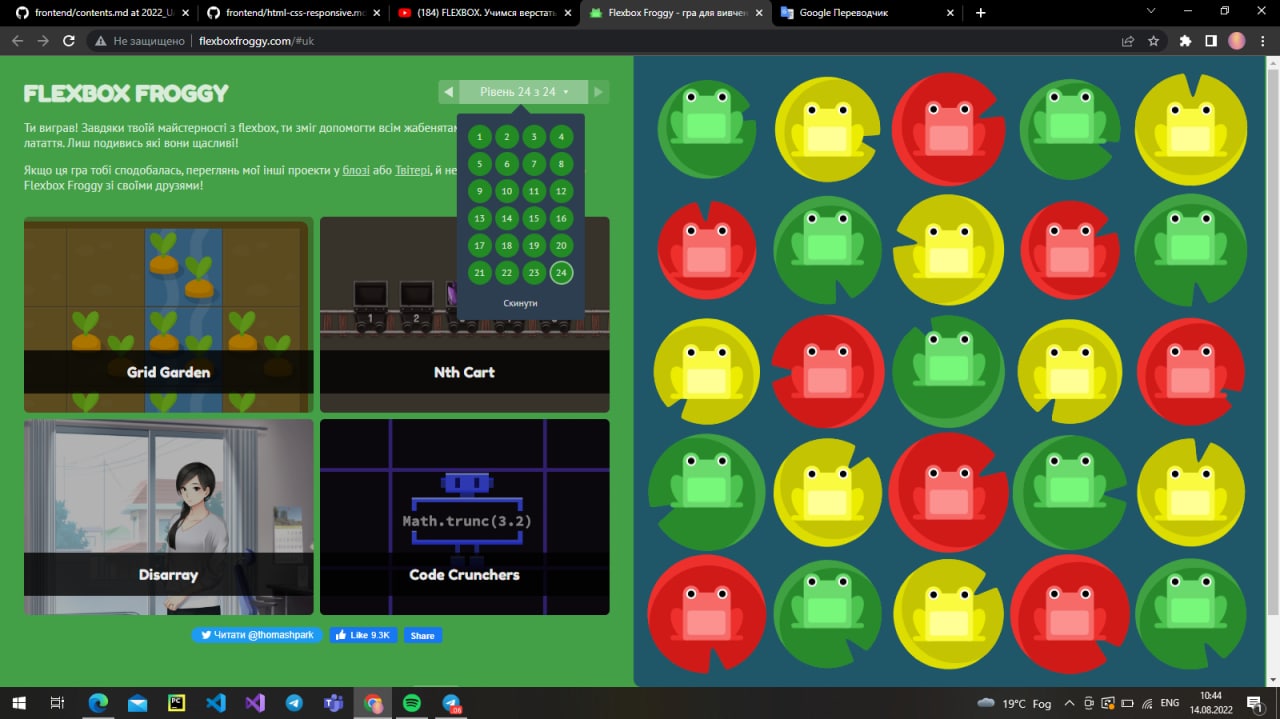 frontend/contents.md at 2022_U
frontend/html-css-responsive.m
(184) FLEXBOX. Учимся верстать
Flexbox Froggy - гра для вивчен
Google Переводчик
Не защищено
flexboxfroggy.com/#uk
FLEXBOX FROGGY
Рівень 24 з 24
Ти виграв! Завдяки твоїй майстерності з flexbox, ти зміг допомогти всім жабенятам
латаття. Лиш подивись які вони щасливі!
Якщо ця гра тобі сподобалась, переглянь мої інші проекти у блозі або Твітері, й не
Flexbox Froggy зі своїми друзями!
1 2 3 4
5 6 7 8
9 10 11 12
13 14 15 16
17 18 19 20
21 22 23 24
Скинути
1 2
Grid Garden
Nth Cart
Math.trunc(3.2)
Disarray
Code Crunchers
Читати @thomashpark
Like 9.3K
Share
PC
.06
19°C Fog
ENG
10:44
14.08.2022
1